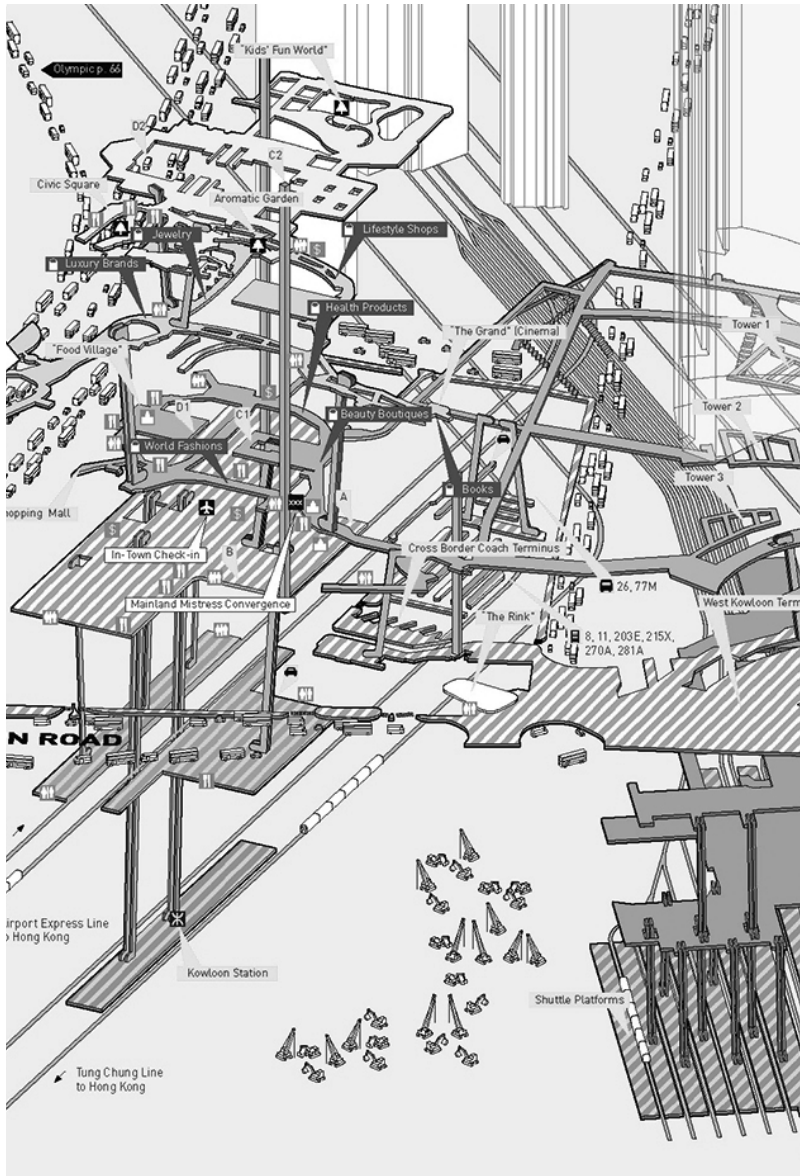 "Kids' Fun World"
Olympic p. 66
D2
C2
Civic Square
Aromatic Garden
Jewelry
Lifestyle Shops
Luxury Brands
Health Products
"The Grand" (Cinema)
Tower 1
"Food Village"
Tower 2
D1
C1
Beauty Boutiques
World Fashions
Tower 3
Books
A
hopping Mall
XXX
In-Town Check-in
B
Cross Border Coach Terminus
26, 77M
Mainland Mistress Convergence
West Kowloon Term
"The Rink"
8, 11, 203E, 215X,
270A, 281A
N ROAD
irport Express Line
o Hong Kong
Kowloon Station
Shuttle Platforms
Tung Chung Line
to Hong Kong